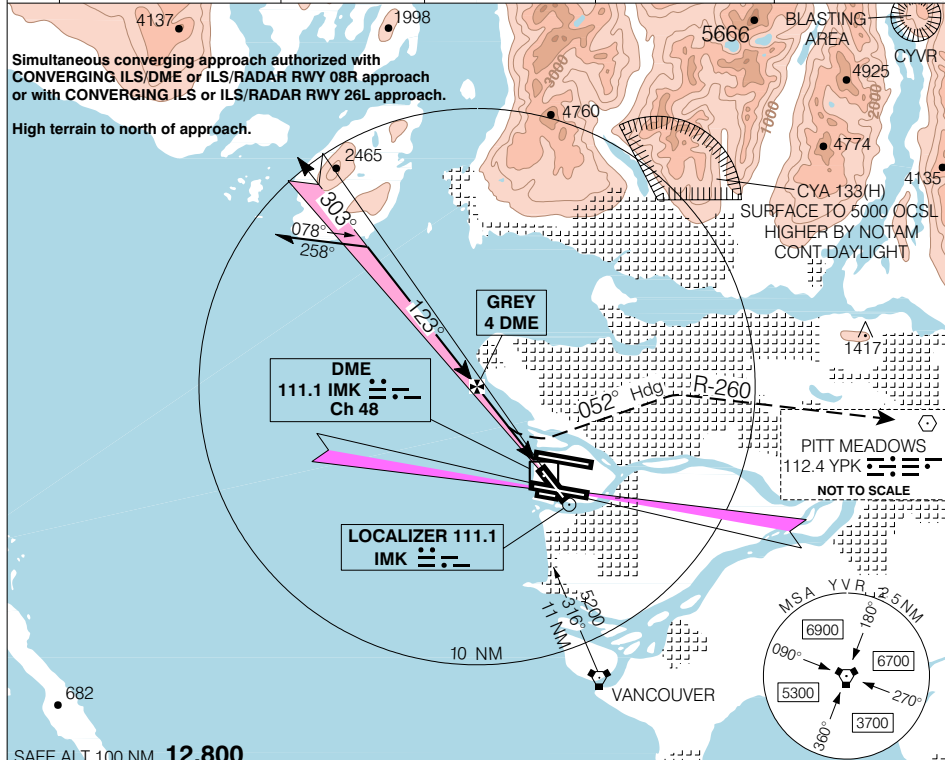 4137
1998
5666
BLASTING
AREA
CYVR
Simultaneous converging approach authorized with
CONVERGING ILS/DME or ILS/RADAR RWY 08R approach
or with CONVERGING ILS or ILS/RADAR RWY 26L approach.
High terrain to north of approach.
3000
4925
2000
1000
4760
4774
2465
4135
CYA 133(H)
SURFACE TO 5000 OCSL
HIGHER BY NOTAM
CONT DAYLIGHT
303°
078°
258°
123°
GREY
4 DME
1417
DME
111.1 IMK
Ch 48
052° Hdg
R-260
PITT MEADOWS
112.4 YPK
NOT TO SCALE
LOCALIZER 111.1
IMK
5200
316°
11 NM
10 NM
VANCOUVER
MSA YVR 25NM
6900
180°
090°
6700
5300
270°
3700
360°
682
SAFE ALT 100 NM 12,800